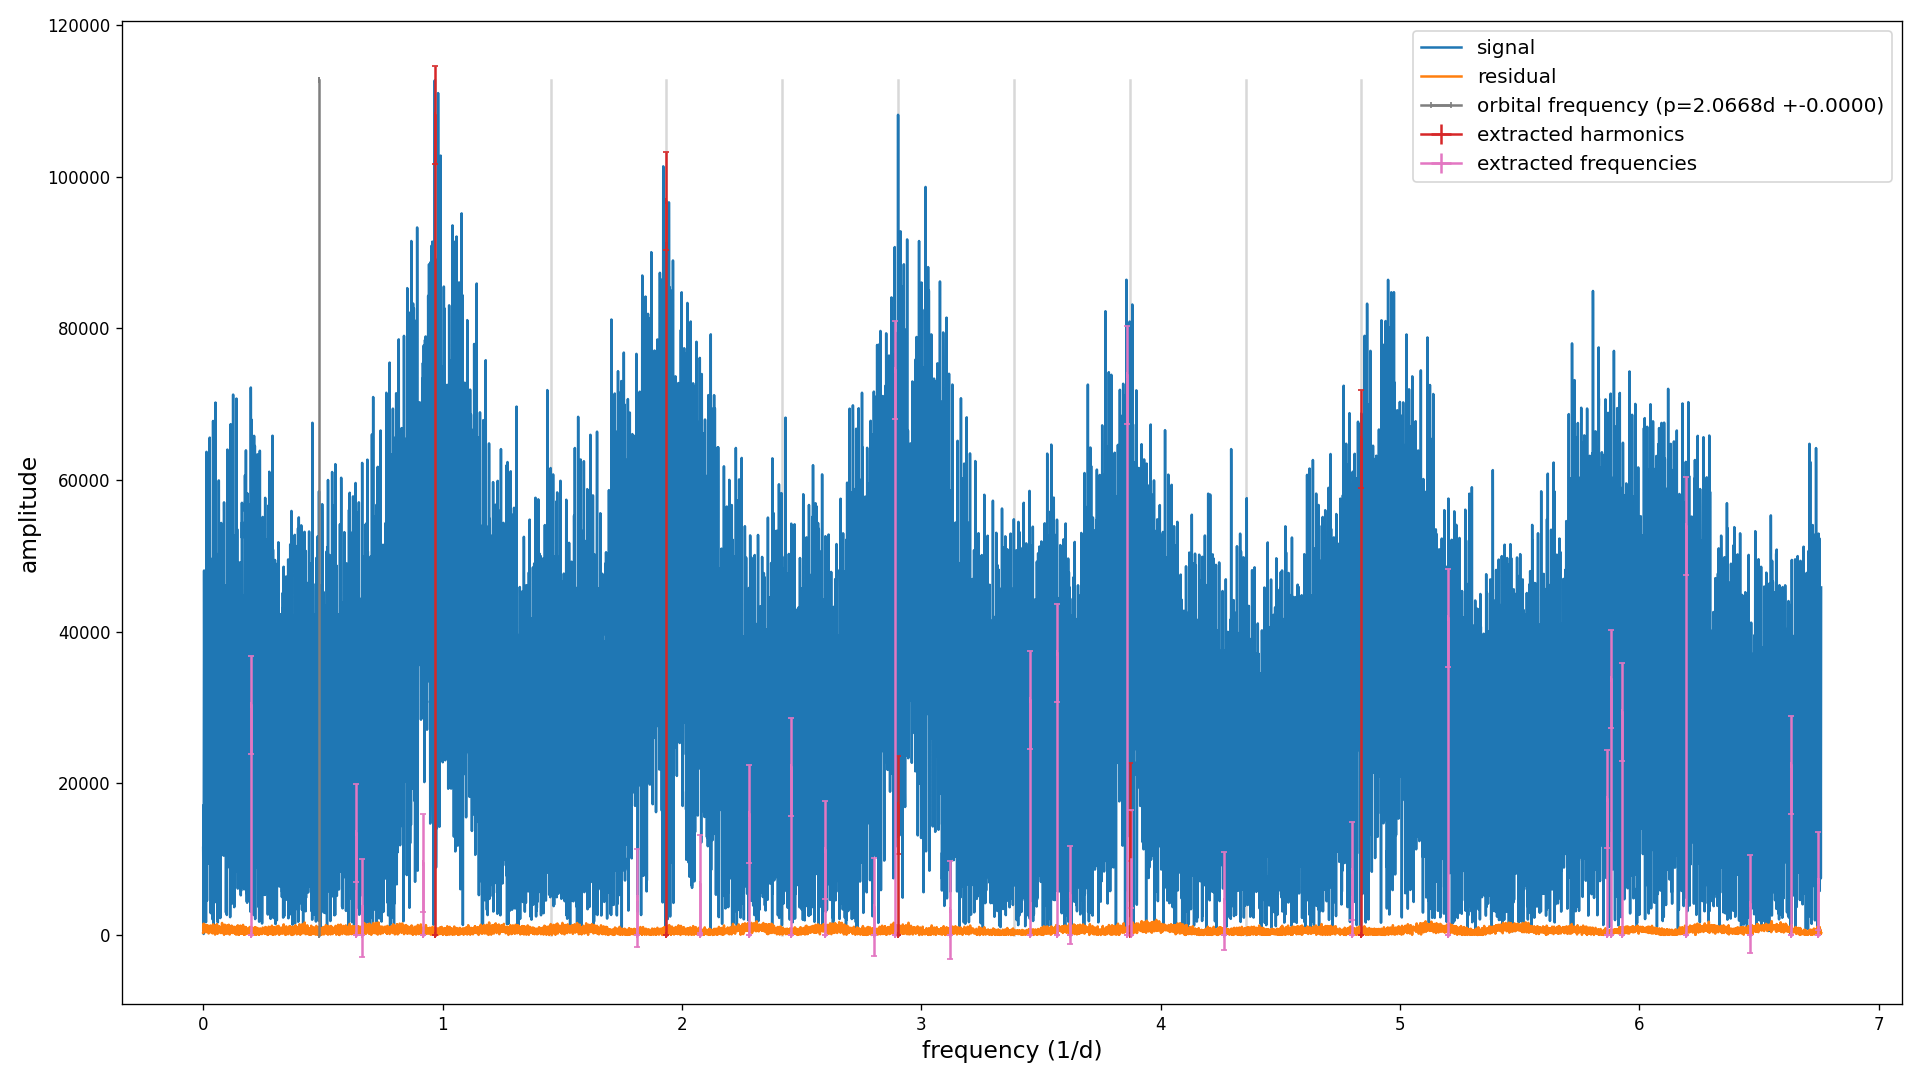 120000
100000
80000
60000
40000
20000
0
amplitude
0 1 2 3 4 5 6 7
frequency (1/d)
signal
residual
orbital frequency (p=2.0668d +-0.0000)
extracted harmonics
extracted frequencies